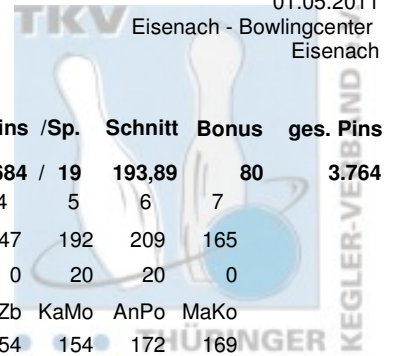 01.05.2011
Eisenach - Bowlingcenter
Eisenach
TKV
ins /Sp. Schnitt Bonus ges. Pins
684 / 19 193,89 80 3.764
4 5 6 7
47 192 209 165
0 20 20 0
Zb KaMo AnPo MaKo
54 154 172 169
THÜRINGER
KEGLER-VERBAND e.V.